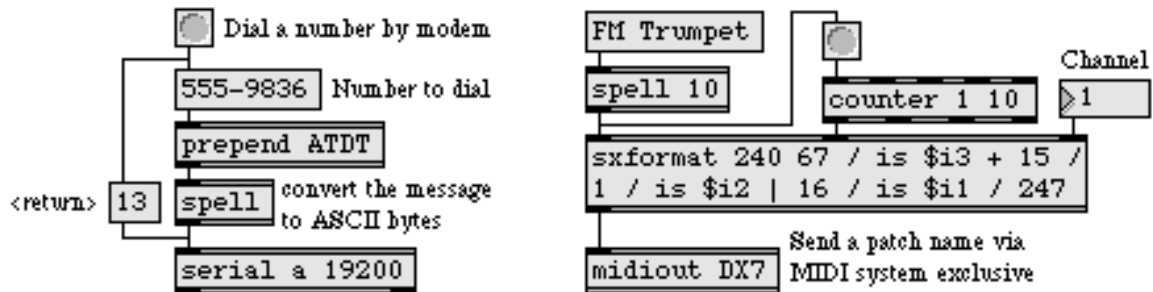 Dial a number by modem
555-9836 Number to dial
prepend ATDT
<return> 13 spell convert the message
to ASCII bytes
serial a 19200
FM Trumpet
spell 10
Channel
counter 1 10
1
sxformat 240 67 / is $i3 + 15 /
1 / is $i2 | 16 / is $i1 / 247
midiout DX7
Send a patch name via
MIDI system exclusive